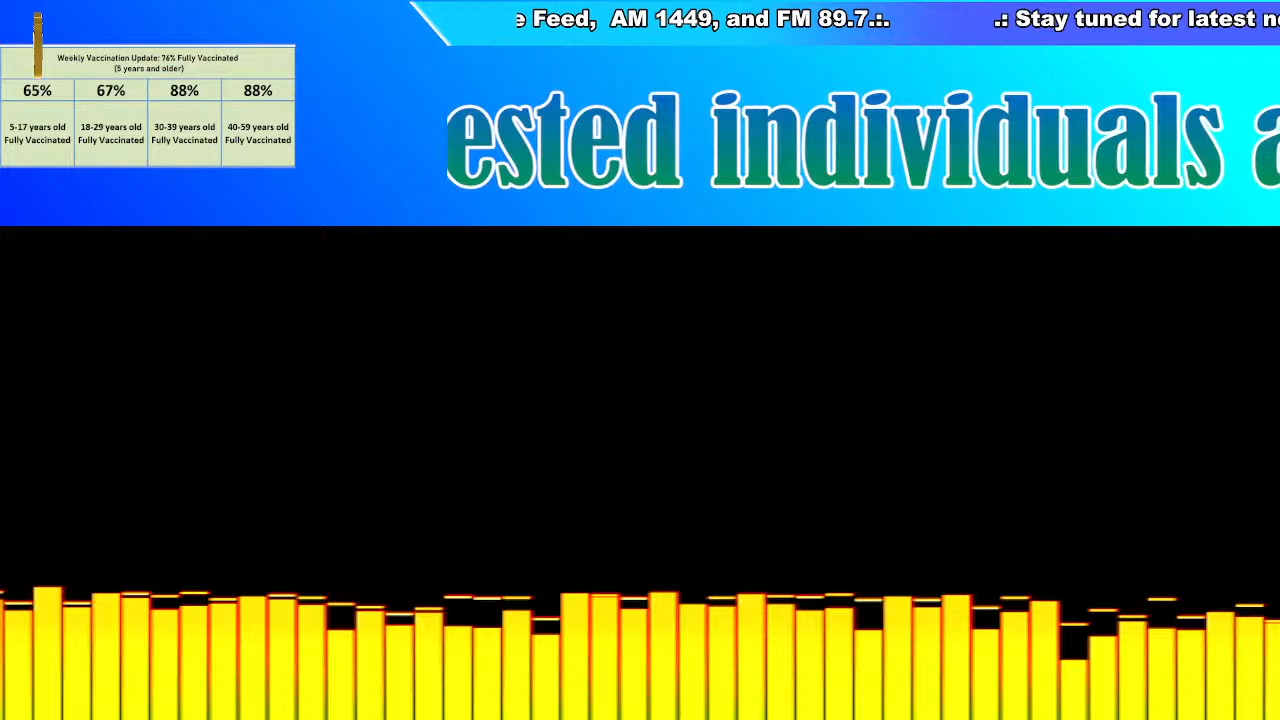 e Feed, AM 1449, and FM 89.7.:. .: Stay tuned for latest ne
Weekly Vaccination Update: 76% Fully Vaccinated
(5 years and older)
65% 67% 88% 88%
5-17 years old 18-29 years old 30-39 years old 40-59 years old
Fully Vaccinated Fully Vaccinated Fully Vaccinated Fully Vaccinated
ested individuals a